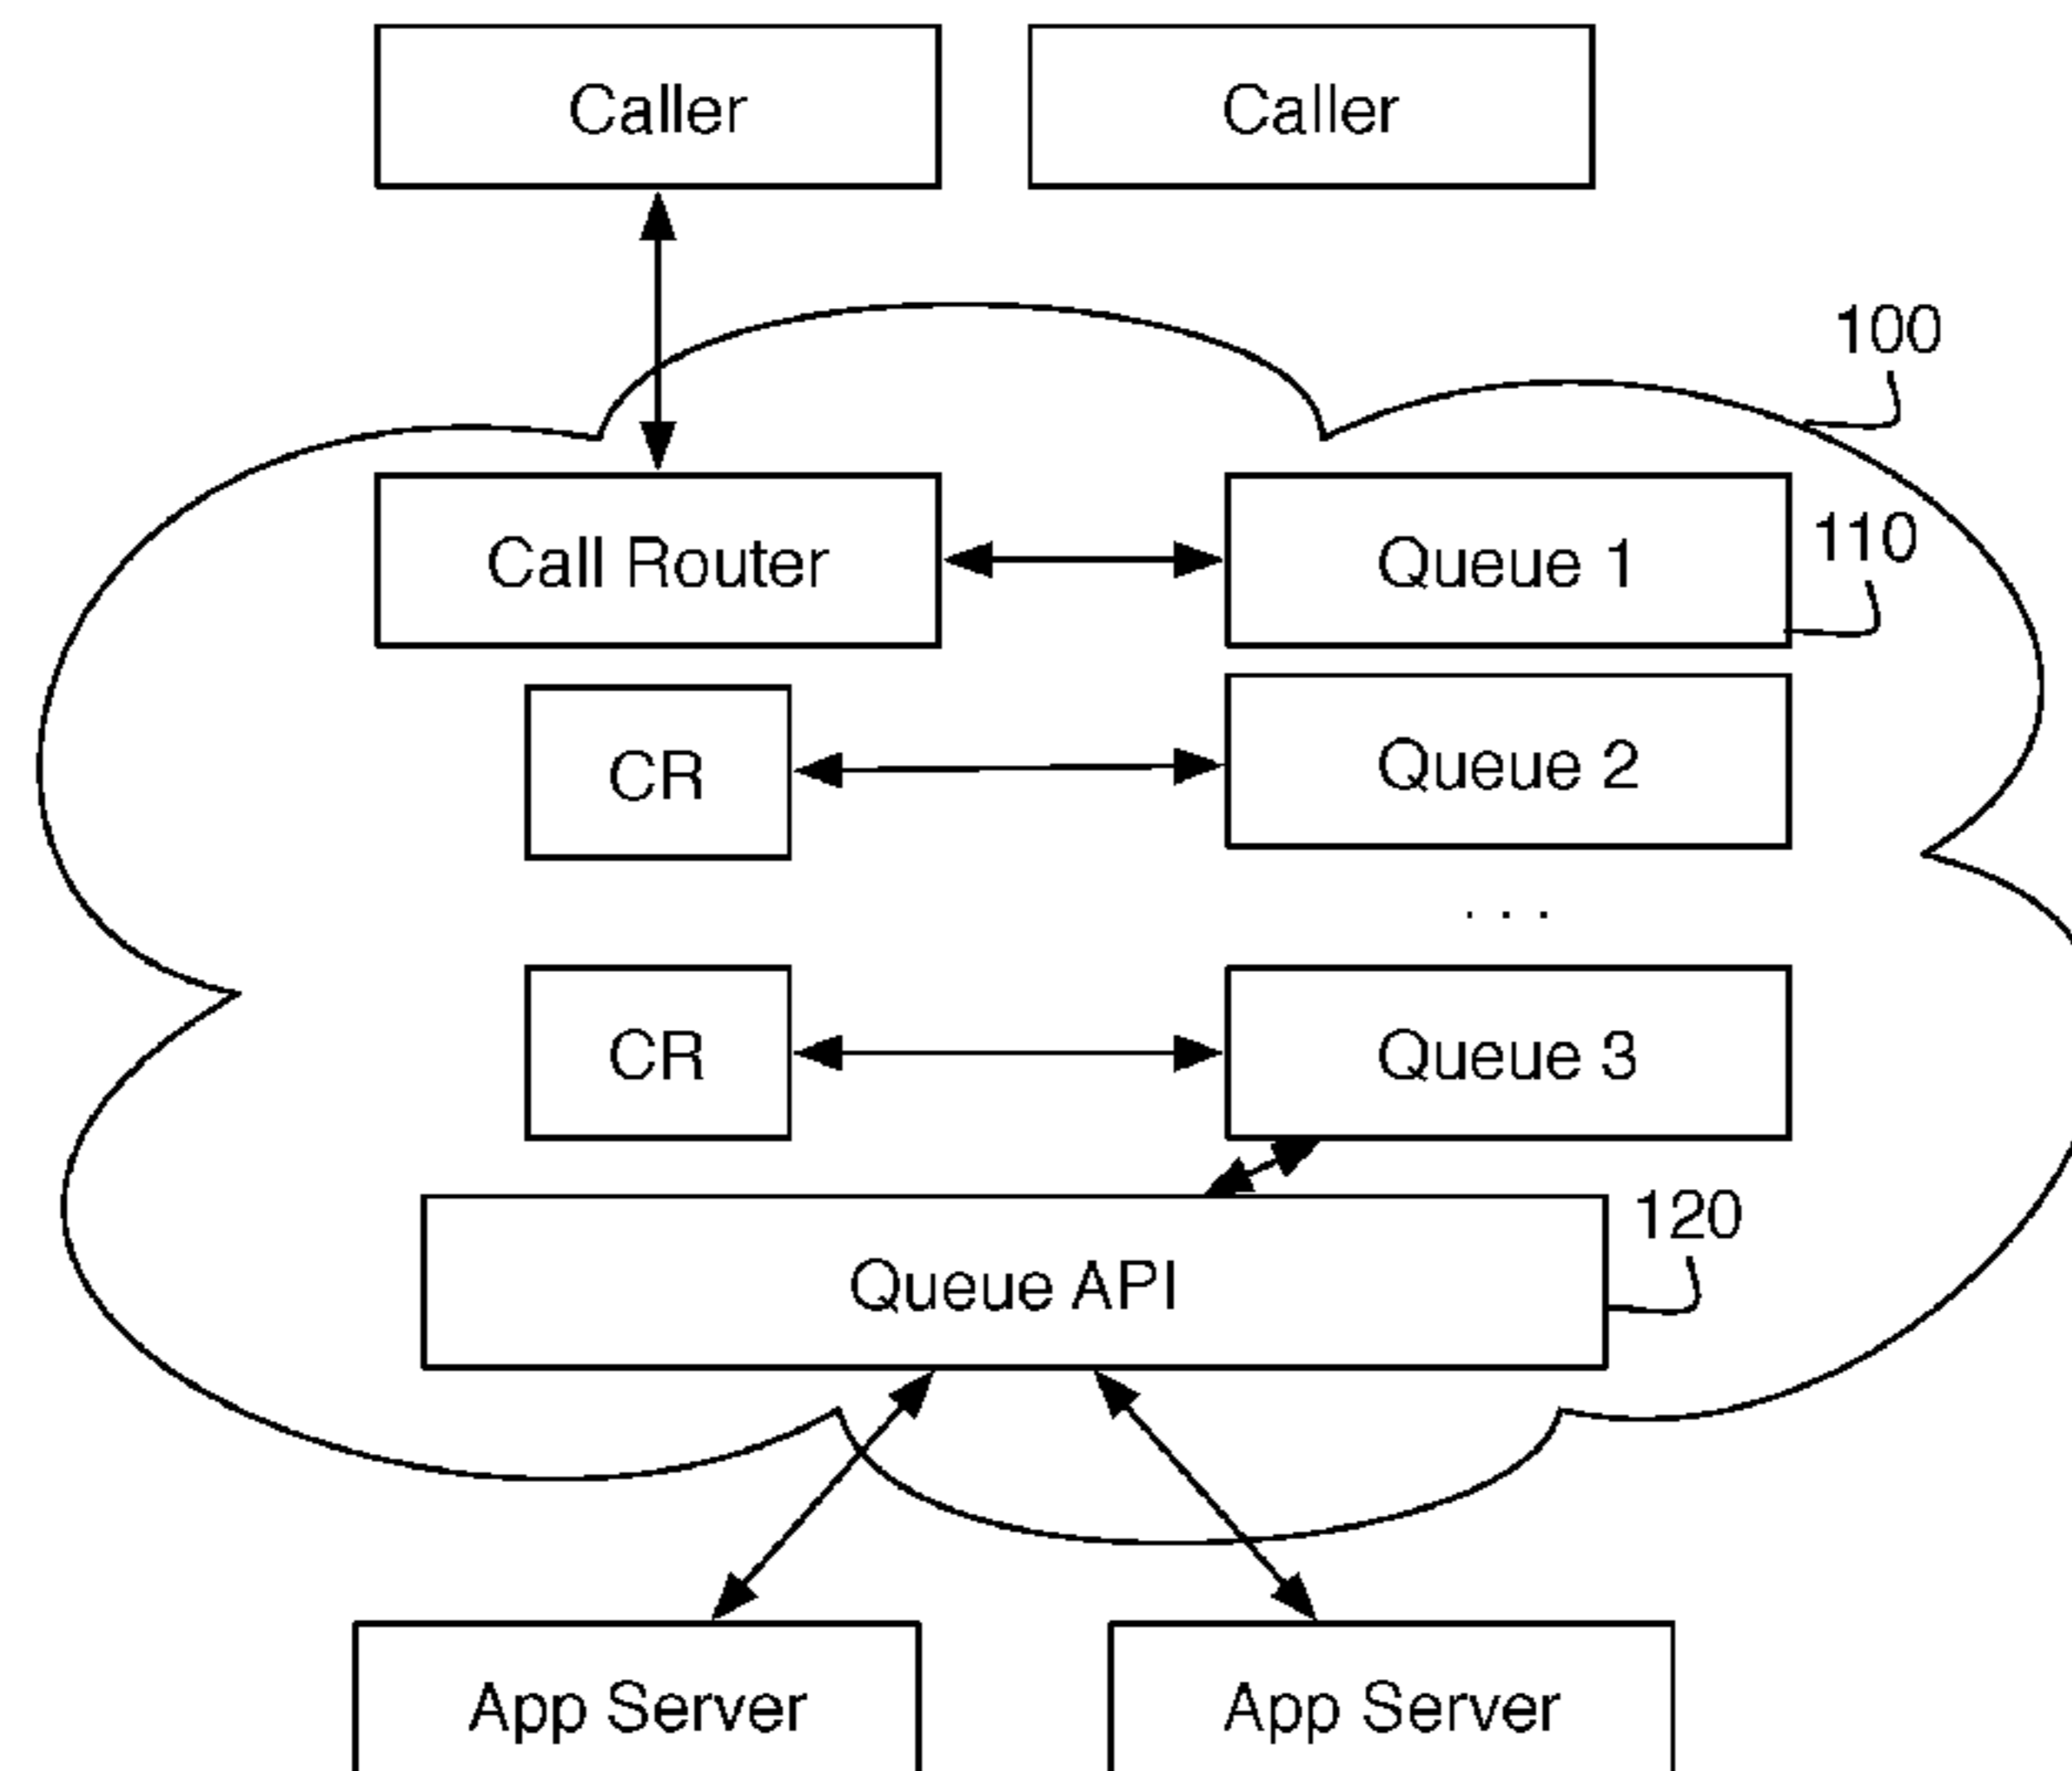 Caller
Caller
100
Call Router
Queue 1
110
CR
Queue 2
. . .
CR
Queue 3
120
Queue API
App Server
App Server